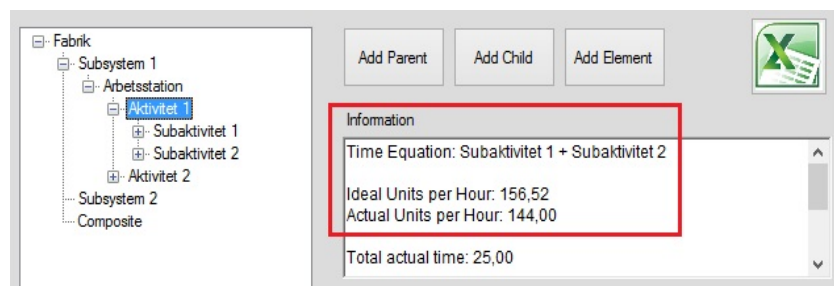 Fabrik
Subsystem 1
Arbetsstation
Aktivitet 1
Subaktivitet 1
Subaktivitet 2
Aktivitet 2
Subsystem 2
Composite
Add Parent
Add Child
Add Element
Information
Time Equation: Subaktivitet 1 + Subaktivitet 2
Ideal Units per Hour: 156,52
Actual Units per Hour: 144,00
Total actual time: 25,00